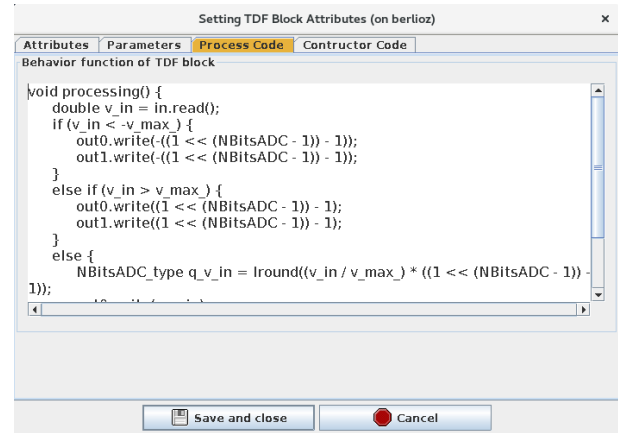 Setting TDF Block Attributes (on berlioz)
×
Attributes Parameters Process Code Contructor Code
Behavior function of TDF block
void processing() {
double v_in = in.read();
if (v_in < -v_max_) {
out0.write(-((1 << (NBitsADC - 1)) - 1));
out1.write(-((1 << (NBitsADC - 1)) - 1));
}
else if (v_in > v_max_) {
out0.write((1 << (NBitsADC - 1)) - 1);
out1.write((1 << (NBitsADC - 1)) - 1);
}
else {
NBitsADC_type q_v_in = lround((v_in / v_max_) * ((1 << (NBitsADC - 1)) -
1));
Save and close Cancel